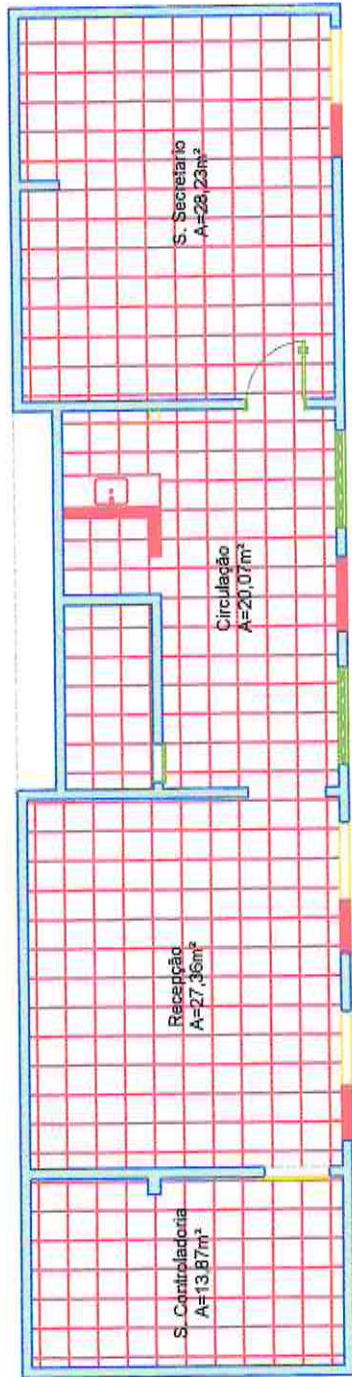 S. Secretario
A=28,23m²
Circulação
A=20,07m²
Recepção
A=27,36m²
S. Controladoria
A=13,87m²